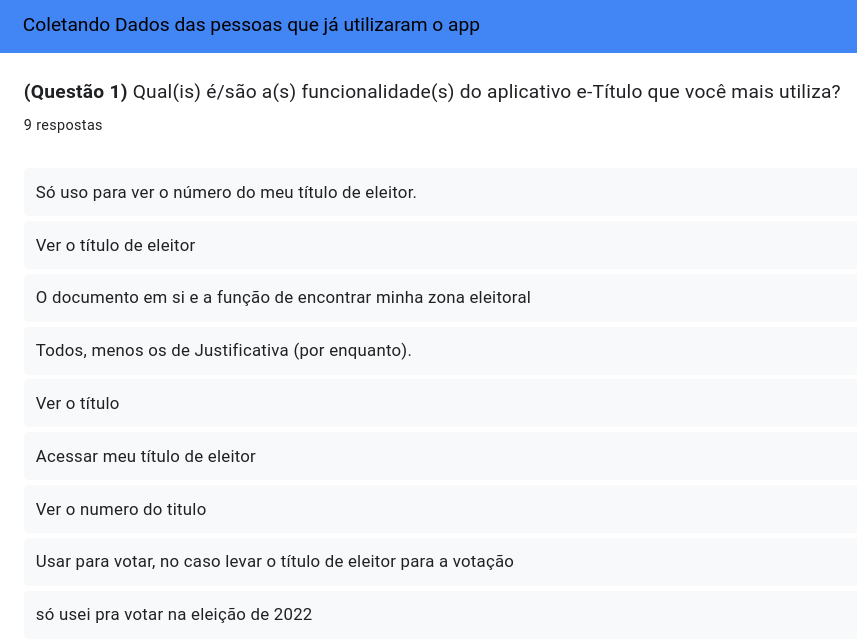 Coletando Dados das pessoas que já utilizaram o app
(Questão 1) Qual(is) é/são a(s) funcionalidade(s) do aplicativo e-Título que você mais utiliza?
9 respostas
Só uso para ver o número do meu título de eleitor.
Ver o título de eleitor
O documento em si e a função de encontrar minha zona eleitoral
Todos, menos os de Justificativa (por enquanto).
Ver o título
Acessar meu título de eleitor
Ver o numero do titulo
Usar para votar, no caso levar o título de eleitor para a votação
só usei pra votar na eleição de 2022